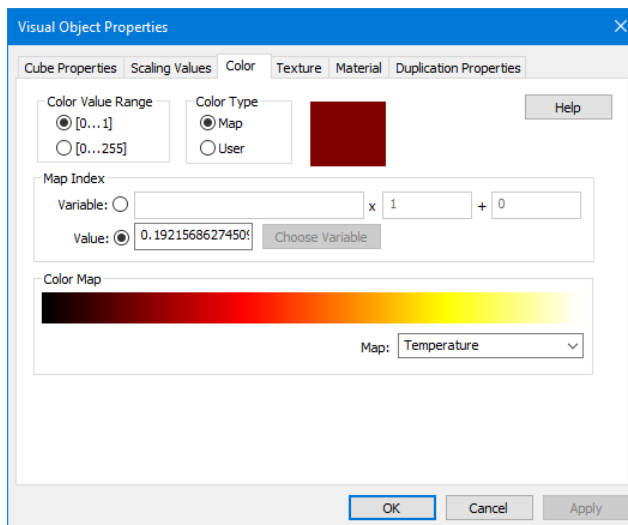 Visual Object Properties
Cube Properties Scaling Values Color Texture Material Duplication Properties
Color Value Range Color Type
[0...1] Map Help
[0...255] User
Map Index
Variable: x 1 + 0
Value: 0.19215686274509 Choose Variable
Color Map
Map: Temperature
OK Cancel Apply